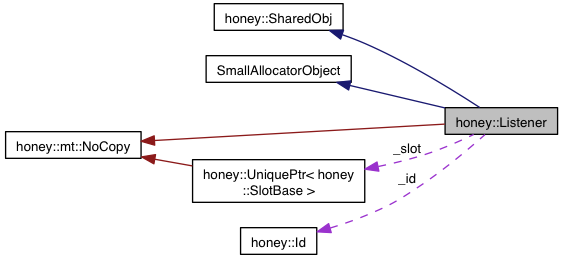 honey::SharedObj
SmallAllocatorObject
honey::Listener
honey::mt::NoCopy
_slot
honey::UniquePtr< honey
::SlotBase >
_id
honey::Id